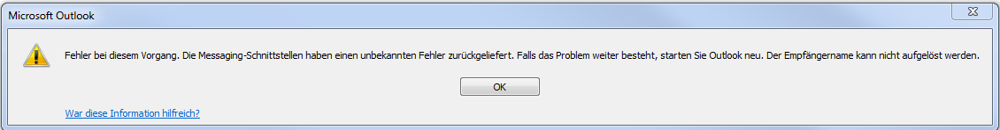 Microsoft Outlook
Fehler bei diesem Vorgang. Die Messaging-Schnittstellen haben einen unbekannten Fehler zurückgeliefert. Falls das Problem weiter besteht, starten Sie Outlook neu. Der Empfängername kann nicht aufgelöst werden.
OK
War diese Information hilfreich?